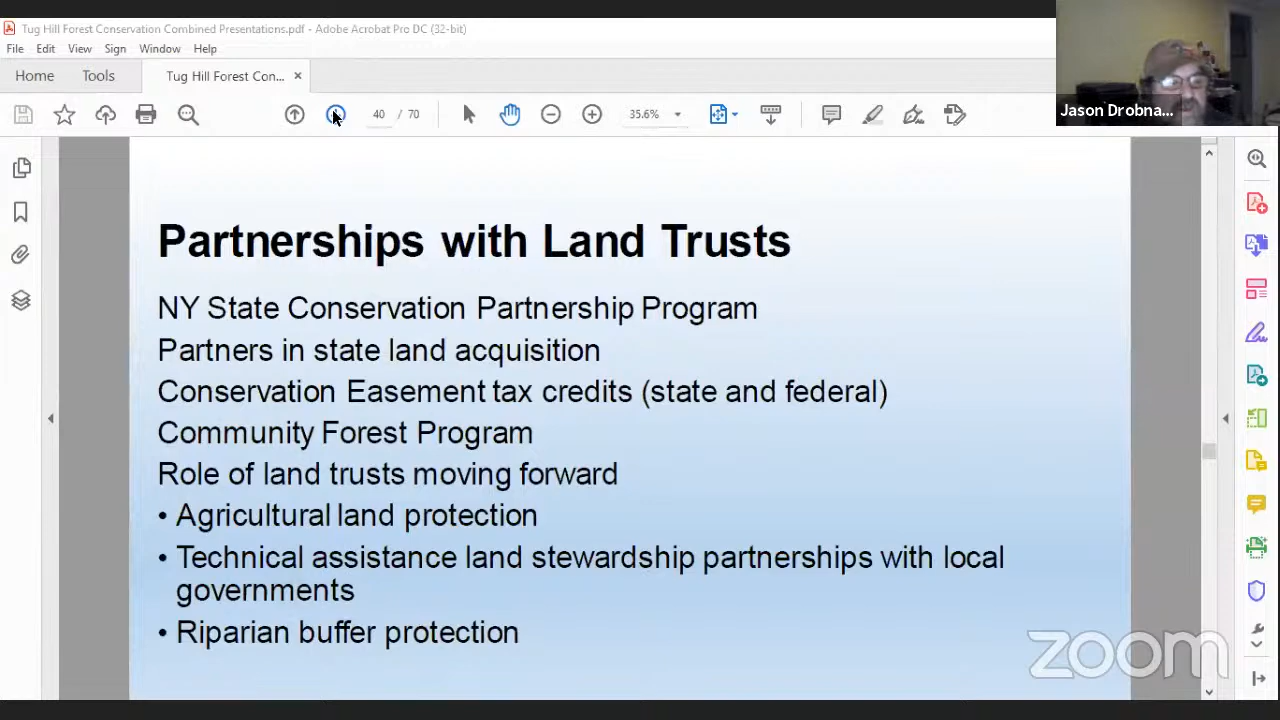 Tug Hill Forest Conservation Combined Presentations.pdf - Adobe Acrobat Pro DC (32-bit)
File Edit View Sign Window Help
Home Tools Tug Hill Forest Con... ×
40 / 70 35.6%
Jason Drobna...
Partnerships with Land Trusts
NY State Conservation Partnership Program
Partners in state land acquisition
Conservation Easement tax credits (state and federal)
Community Forest Program
Role of land trusts moving forward
• Agricultural land protection
• Technical assistance land stewardship partnerships with local
governments
• Riparian buffer protection
zoom